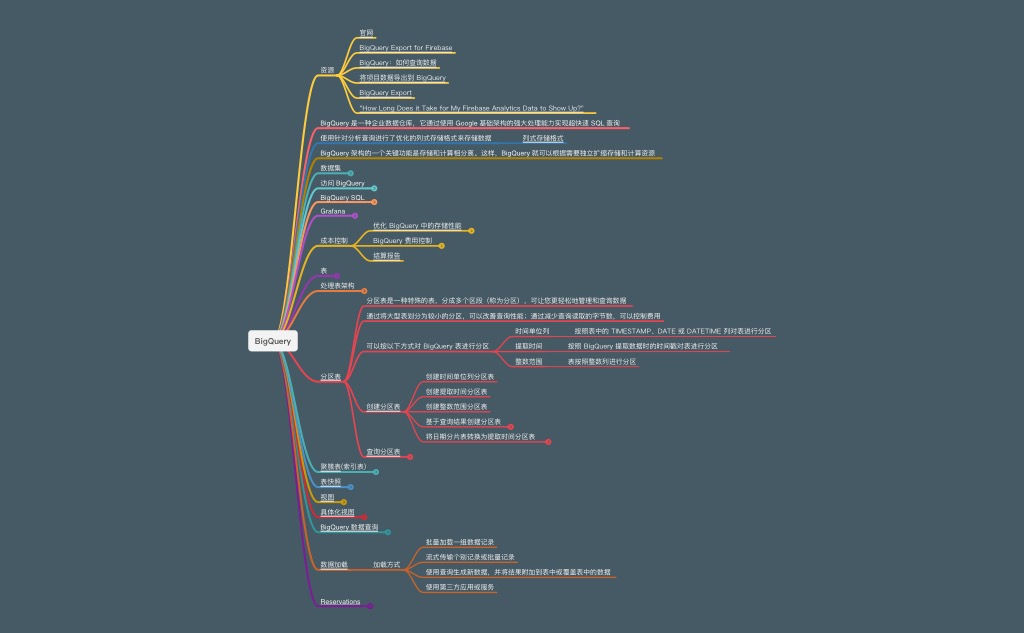 官网
BigQuery Export for Firebase
BigQuery：如何查询数据
资源
将项目数据导出到 BigQuery
BigQuery Export
"How Long Does it Take for My Firebase Analytics Data to Show Up?"
BigQuery 是一种企业数据仓库，它通过使用 Google 基础架构的强大处理能力实现超快速 SQL 查询
使用针对分析查询进行了优化的列式存储格式来存储数据 列式存储格式
BigQuery 架构的一个关键功能是存储和计算相分离。这样，BigQuery 就可以根据需要独立扩缩存储和计算资源
数据集
访问 BigQuery
BigQuery SQL
Grafana
优化 BigQuery 中的存储性能
成本控制 BigQuery 费用控制
结算报告
表
处理表架构
分区表是一种特殊的表，分成多个区段（称为分区），可让您更轻松地管理和查询数据
通过将大型表划分为较小的分区，可以改善查询性能；通过减少查询读取的字节数，可以控制费用
时间单位列 按照表中的 TIMESTAMP、DATE 或 DATETIME 列对表进行分区
可以按以下方式对 BigQuery 表进行分区 提取时间 按照 BigQuery 提取数据时的时间戳对表进行分区
整数范围 表按照整数列进行分区
BigQuery
分区表
创建时间单位列分区表
创建提取时间分区表
创建分区表 创建整数范围分区表
基于查询结果创建分区表
将日期分片表转换为提取时间分区表
查询分区表
聚簇表(索引表)
表快照
视图
具体化视图
BigQuery 数据查询
批量加载一组数据记录
流式传输个别记录或批量记录
数据加载 加载方式
使用查询生成新数据，并将结果附加到表中或覆盖表中的数据
使用第三方应用或服务
Reservations